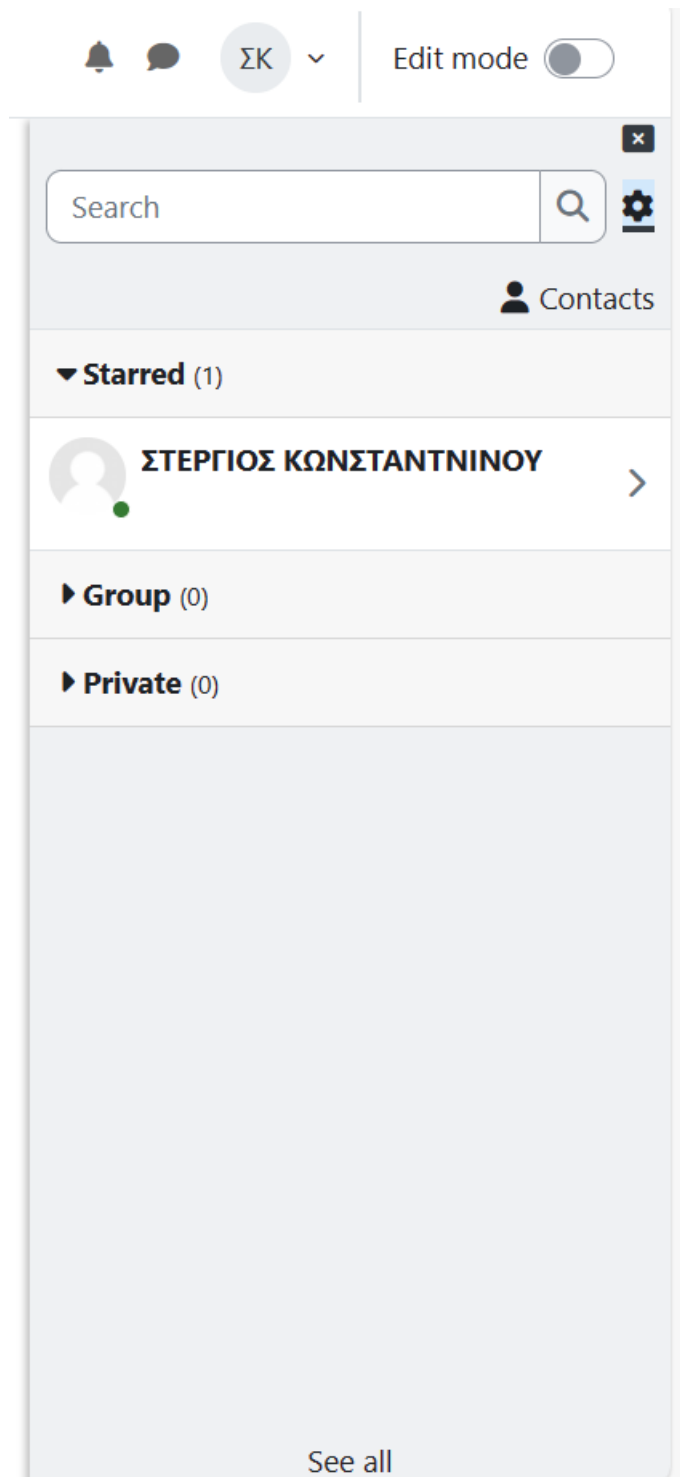 ΣΚ Edit mode
Search
Contacts
Starred (1)
ΣΤΕΡΓΙΟΣ ΚΩΝΣΤΑΝΤΝΙΝΟΥ
Group (0)
Private (0)
See all